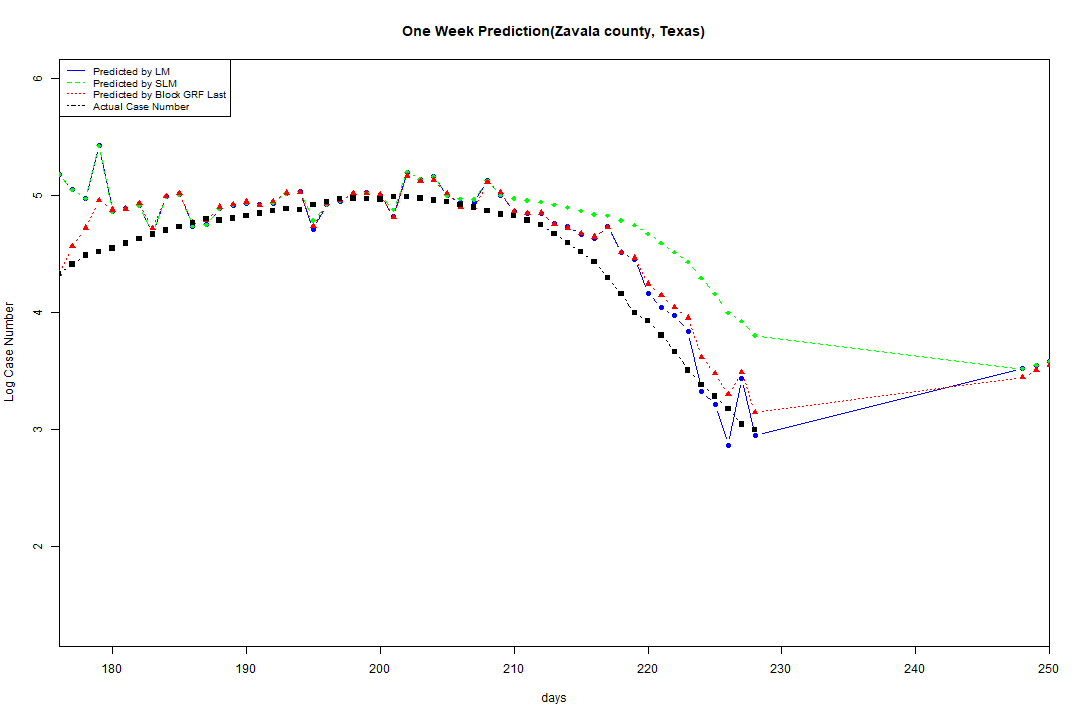 One Week Prediction(Zavala county, Texas)
Predicted by LM
Predicted by SLM
Predicted by Block GRF Last
Actual Case Number
Log Case Number
6
5
4
3
2
180 190 200 210 220 230 240 250
days